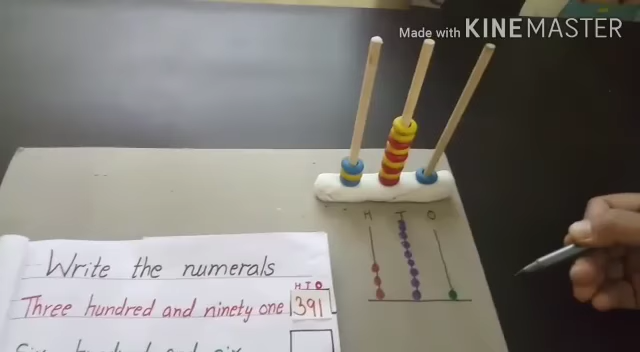 Made with KINEMASTER
H T O
Write the numerals
H T O
Three hundred and ninety one 391